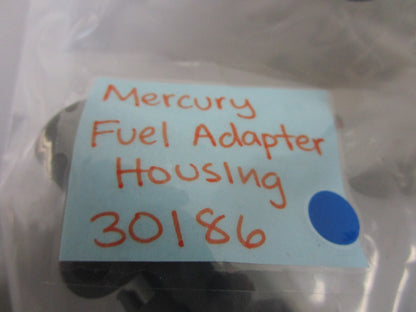 Mercury
Fuel Adapter
Housing
30186